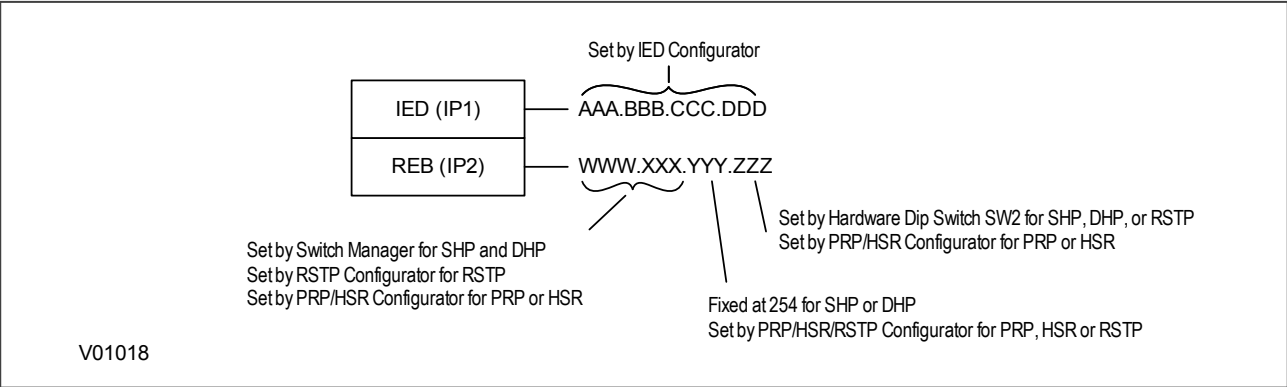 Set by IED Configurator
IED (IP1)
AAA.BBB.CCC.DDD
REB (IP2)
WWW.XXX.YYY.ZZZ
Set by Hardware Dip Switch SW2 for SHP, DHP, or RSTP
Set by PRP/HSR Configurator for PRP or HSR
Set by Switch Manager for SHP and DHP
Set by RSTP Configurator for RSTP
Set by PRP/HSR Configurator for PRP or HSR
Fixed at 254 for SHP or DHP
Set by PRP/HSR/RSTP Configurator for PRP, HSR or RSTP
V01018